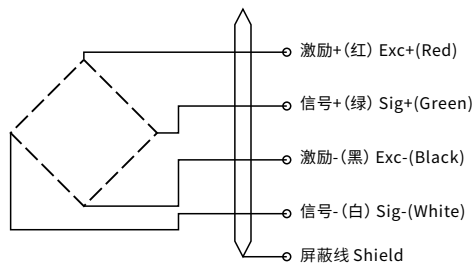 激励+(红) Exc+(Red)
信号+(绿) Sig+(Green)
激励-(黑) Exc-(Black)
信号-(白) Sig-(White)
屏蔽线 Shield